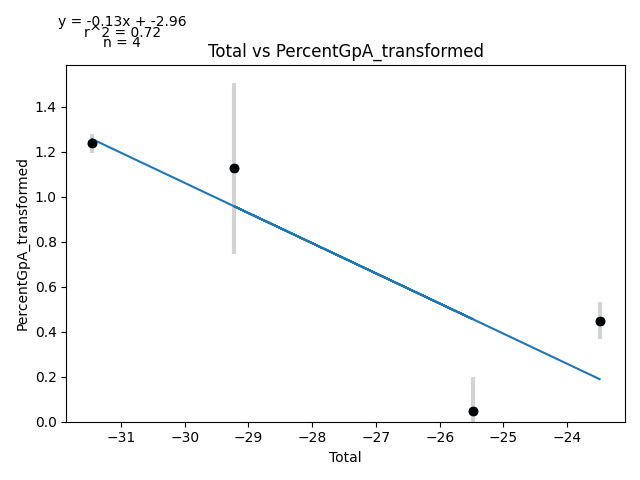 y = -0.13x + -2.96
r^2 = 0.72
n = 4
Total vs PercentGpA_transformed
PercentGpA_transformed
1.4
1.2
1.0
0.8
0.6
0.4
0.2
0.0
−31
−30
−29
−28
−27
−26
−25
−24
Total